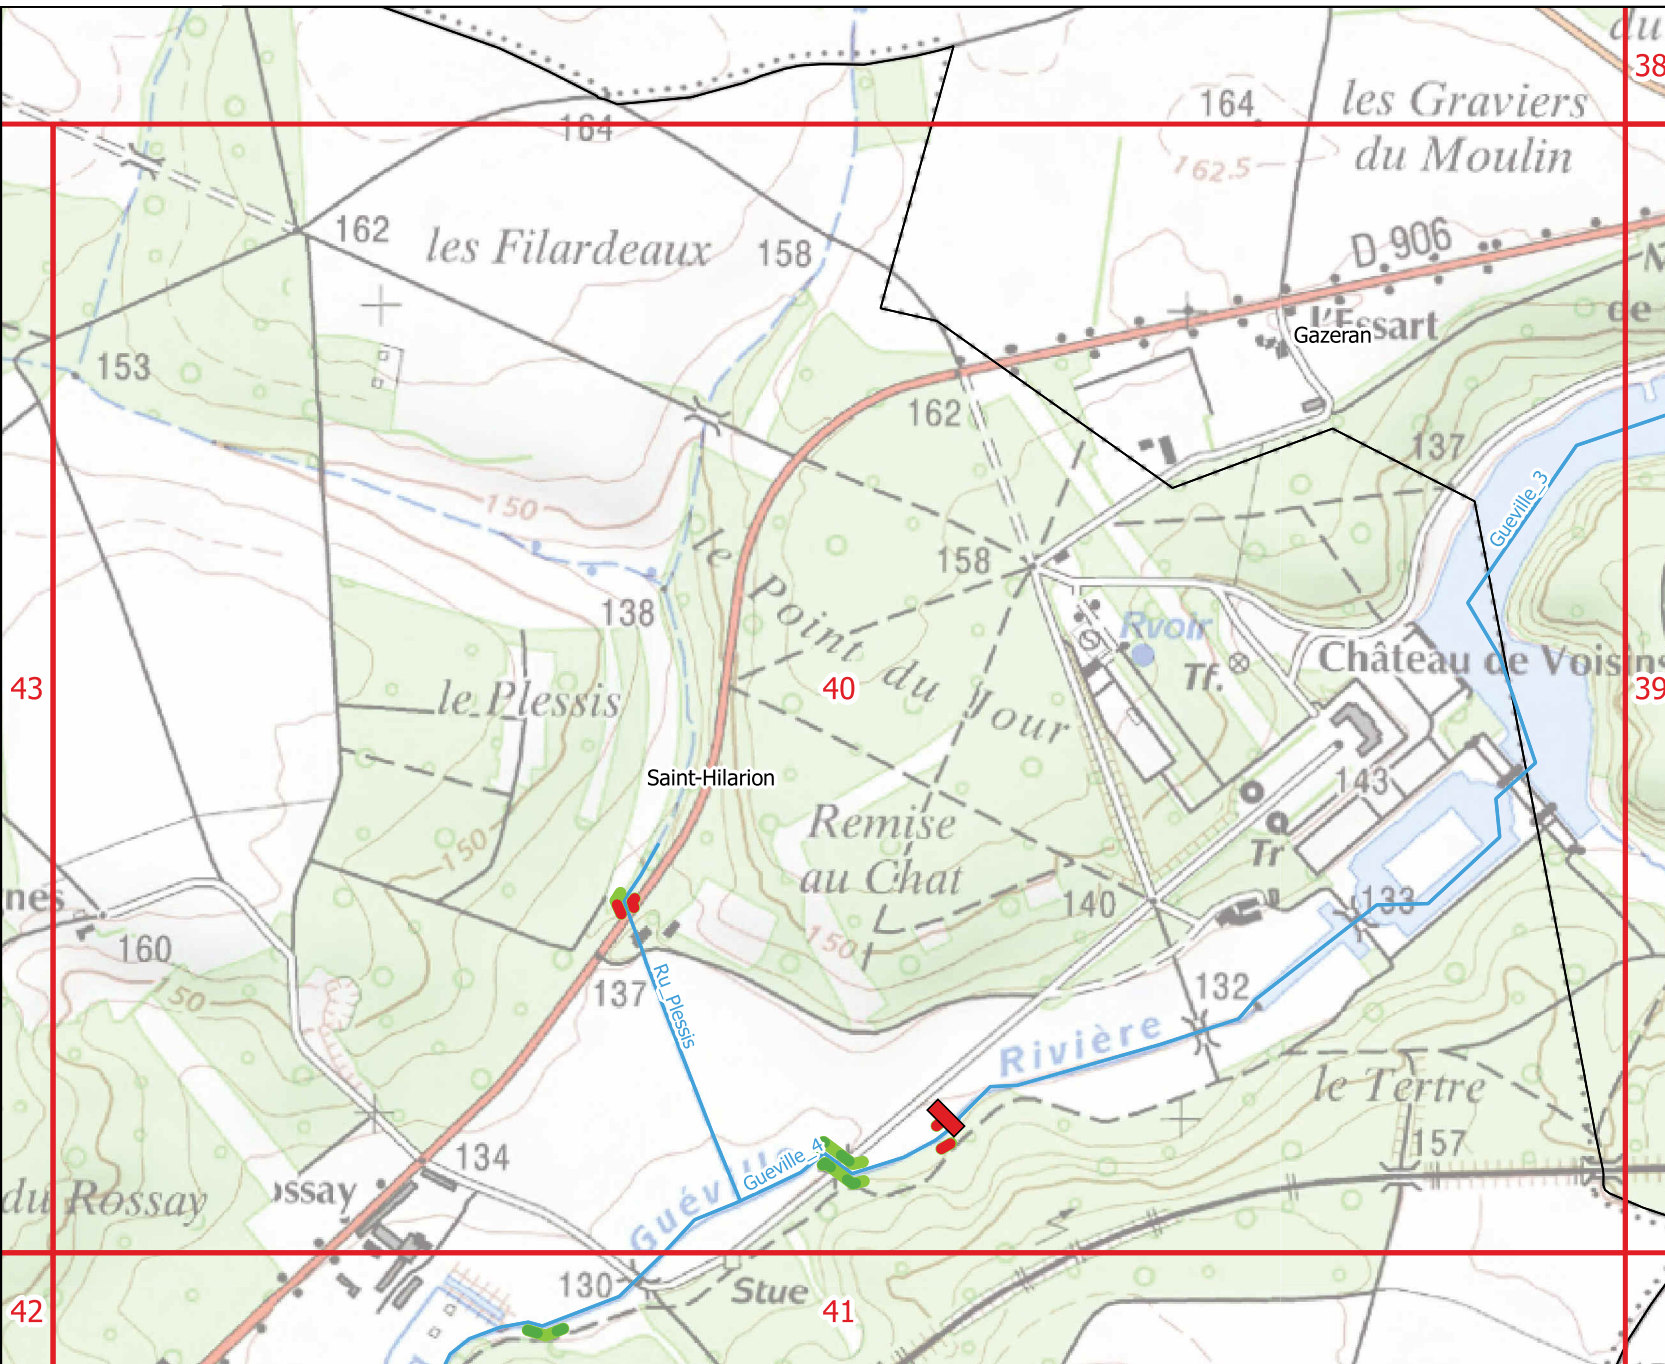 du
38
164
les Graviers
du Moulin
164
162.5
162
les Filardeaux
158
D 906
de
l'Essart
Gazeran
153
162
137
150
Gueville_3
le Point du Jour
158
138
Rvoir
Tf.
Château de Voisins
43
le Plessis
40
39
Saint-Hilarion
143
Remise
au Chat
150
Tr
140
133
nes
160
150
150
137
Ru_Plessis
132
Rivière
le Tertre
134
157
Gueville_4
du Rossay
ossay
Guév
130
Stue
42
41